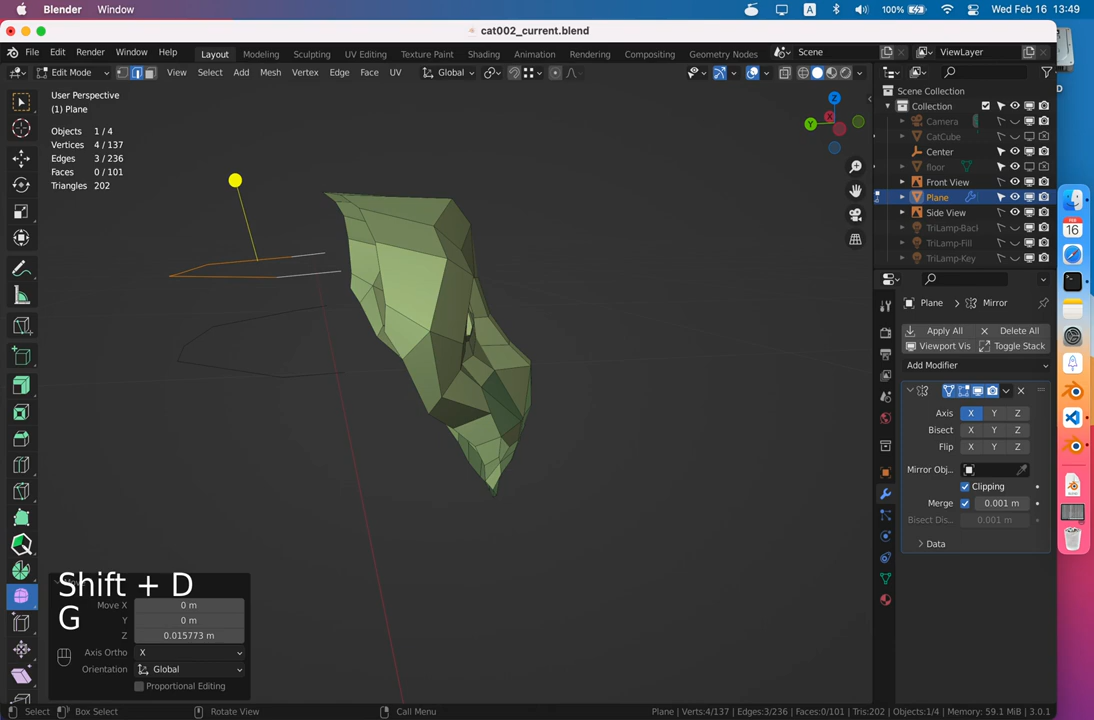 Blender Window 100% A Wed Feb 16 13:49
cat002_current.blend
File Edit Render Window Help Layout Modeling Sculpting UV Editing Texture Paint Shading Animation Rendering Compositing Geometry Nodes Scene ViewLayer
Edit Mode View Select Add Mesh Vertex Edge Face UV Global
User Perspective
(1) Plane
Objects 1 / 4
Vertices 4 / 137
Edges 3 / 236
Faces 0 / 101
Triangles 202
Z
X
Y
Scene Collection
Collection
Camera
CatCube
Center
floor
Front View
Plane
Side View
TriLamp-Back
TriLamp-Fill
TriLamp-Key
FEB
16
Plane Mirror
Apply All Delete All
Viewport Vis Toggle Stack
Add Modifier
Axis X Y Z
Bisect X Y Z
Flip X Y Z
Mirror Obj...
Clipping
Merge 0.001 m
Bisect Dis... 0.001 m
Data
Shift + D
G
Move X 0 m
Y 0 m
Z 0.015773 m
Axis Ortho X
Orientation Global
Proportional Editing
Select Box Select Rotate View Call Menu Plane | Verts:4/137 | Edges:3/236 | Faces:0/101 | Tris:202 | Objects:1/4 | Memory: 59.1 MiB | 3.0.1